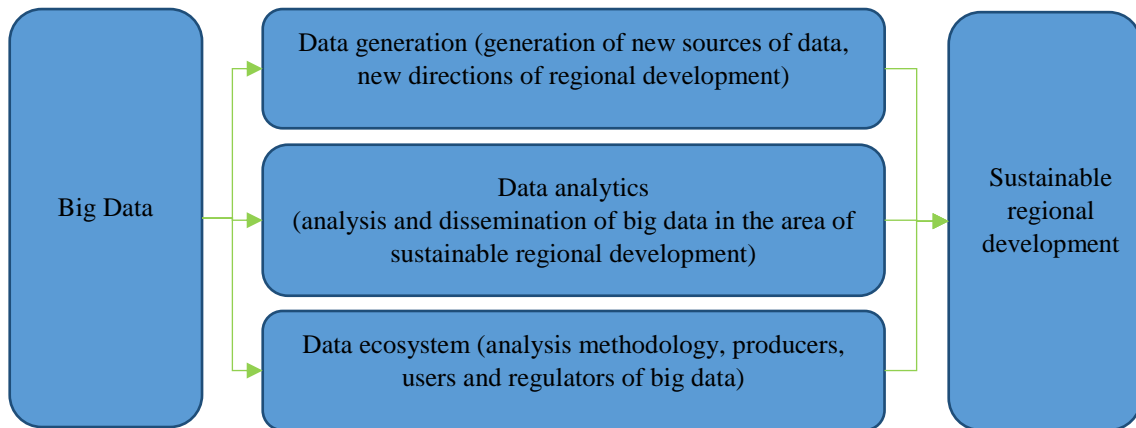 Big Data
Data generation (generation of new sources of data,
new directions of regional development)
Data analytics
(analysis and dissemination of big data in the area of
sustainable regional development)
Data ecosystem (analysis methodology, producers,
users and regulators of big data)
Sustainable
regional
development